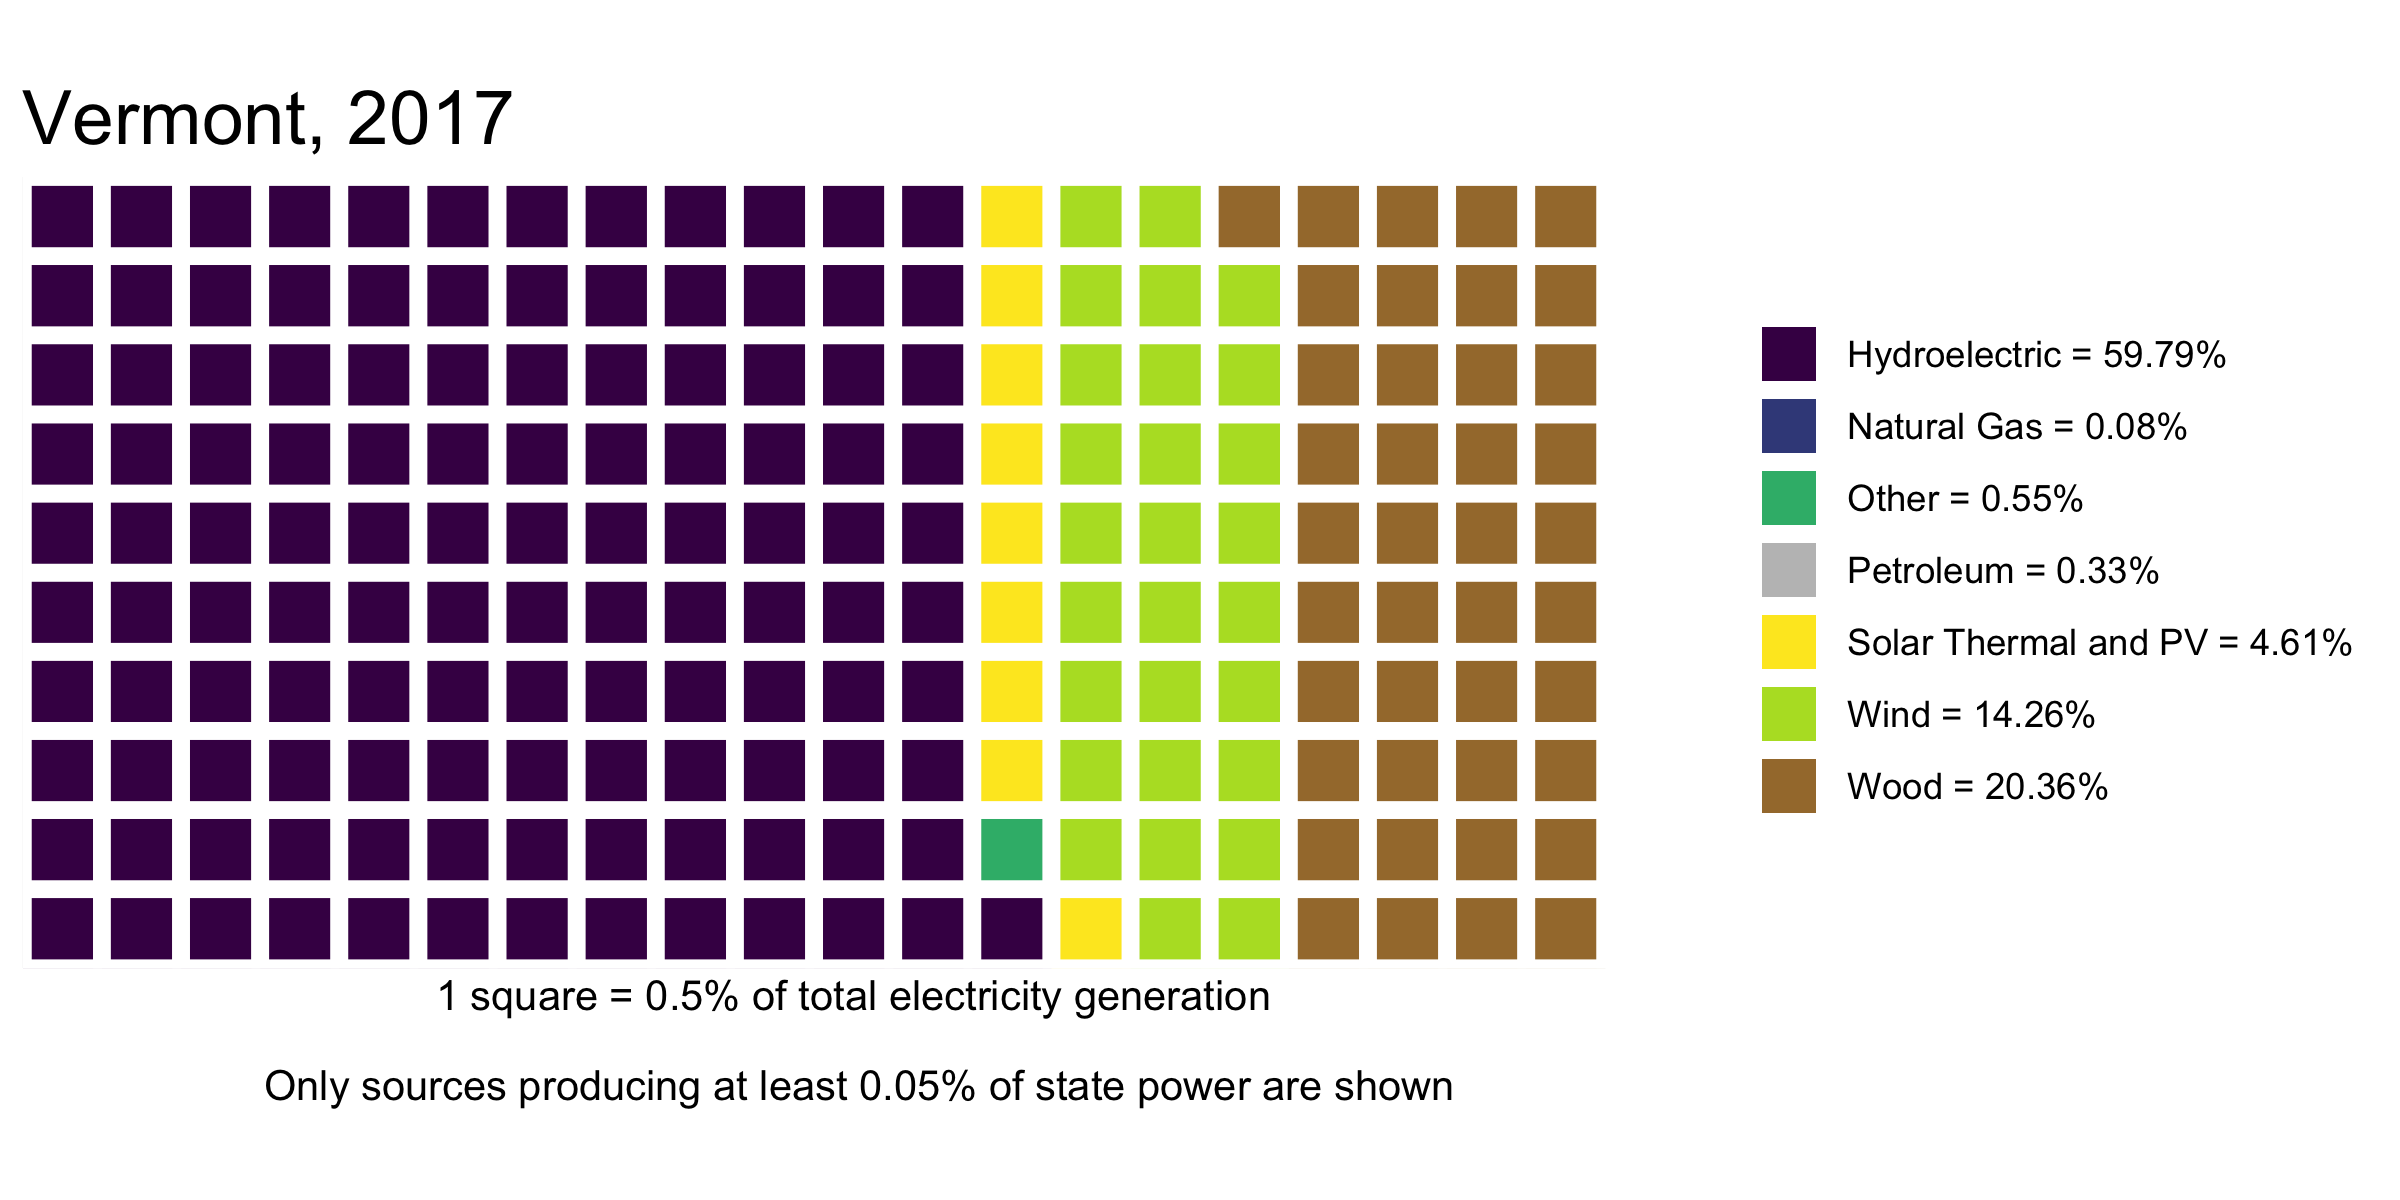 Vermont, 2017
Hydroelectric = 59.79%
Natural Gas = 0.08%
Other = 0.55%
Petroleum = 0.33%
Solar Thermal and PV = 4.61%
Wind = 14.26%
Wood = 20.36%
1 square = 0.5% of total electricity generation
Only sources producing at least 0.05% of state power are shown